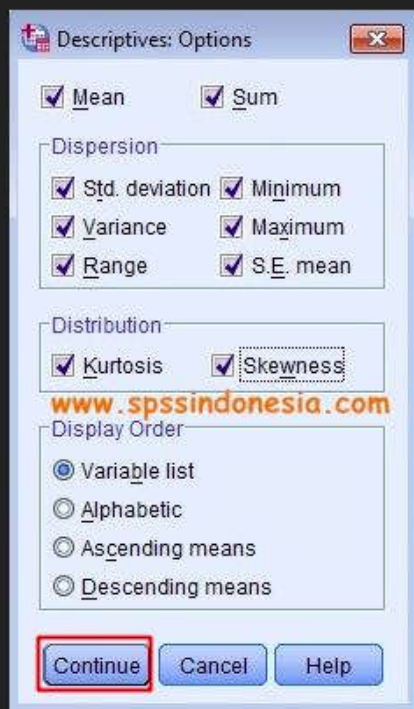 Descriptives: Options
Mean Sum
Dispersion
Std. deviation Minimum
Variance Maximum
Range S.E. mean
Distribution
Kurtosis Skewness
www.spssindonesia.com
Display Order
Variable list
Alphabetic
Ascending means
Descending means
Continue Cancel Help